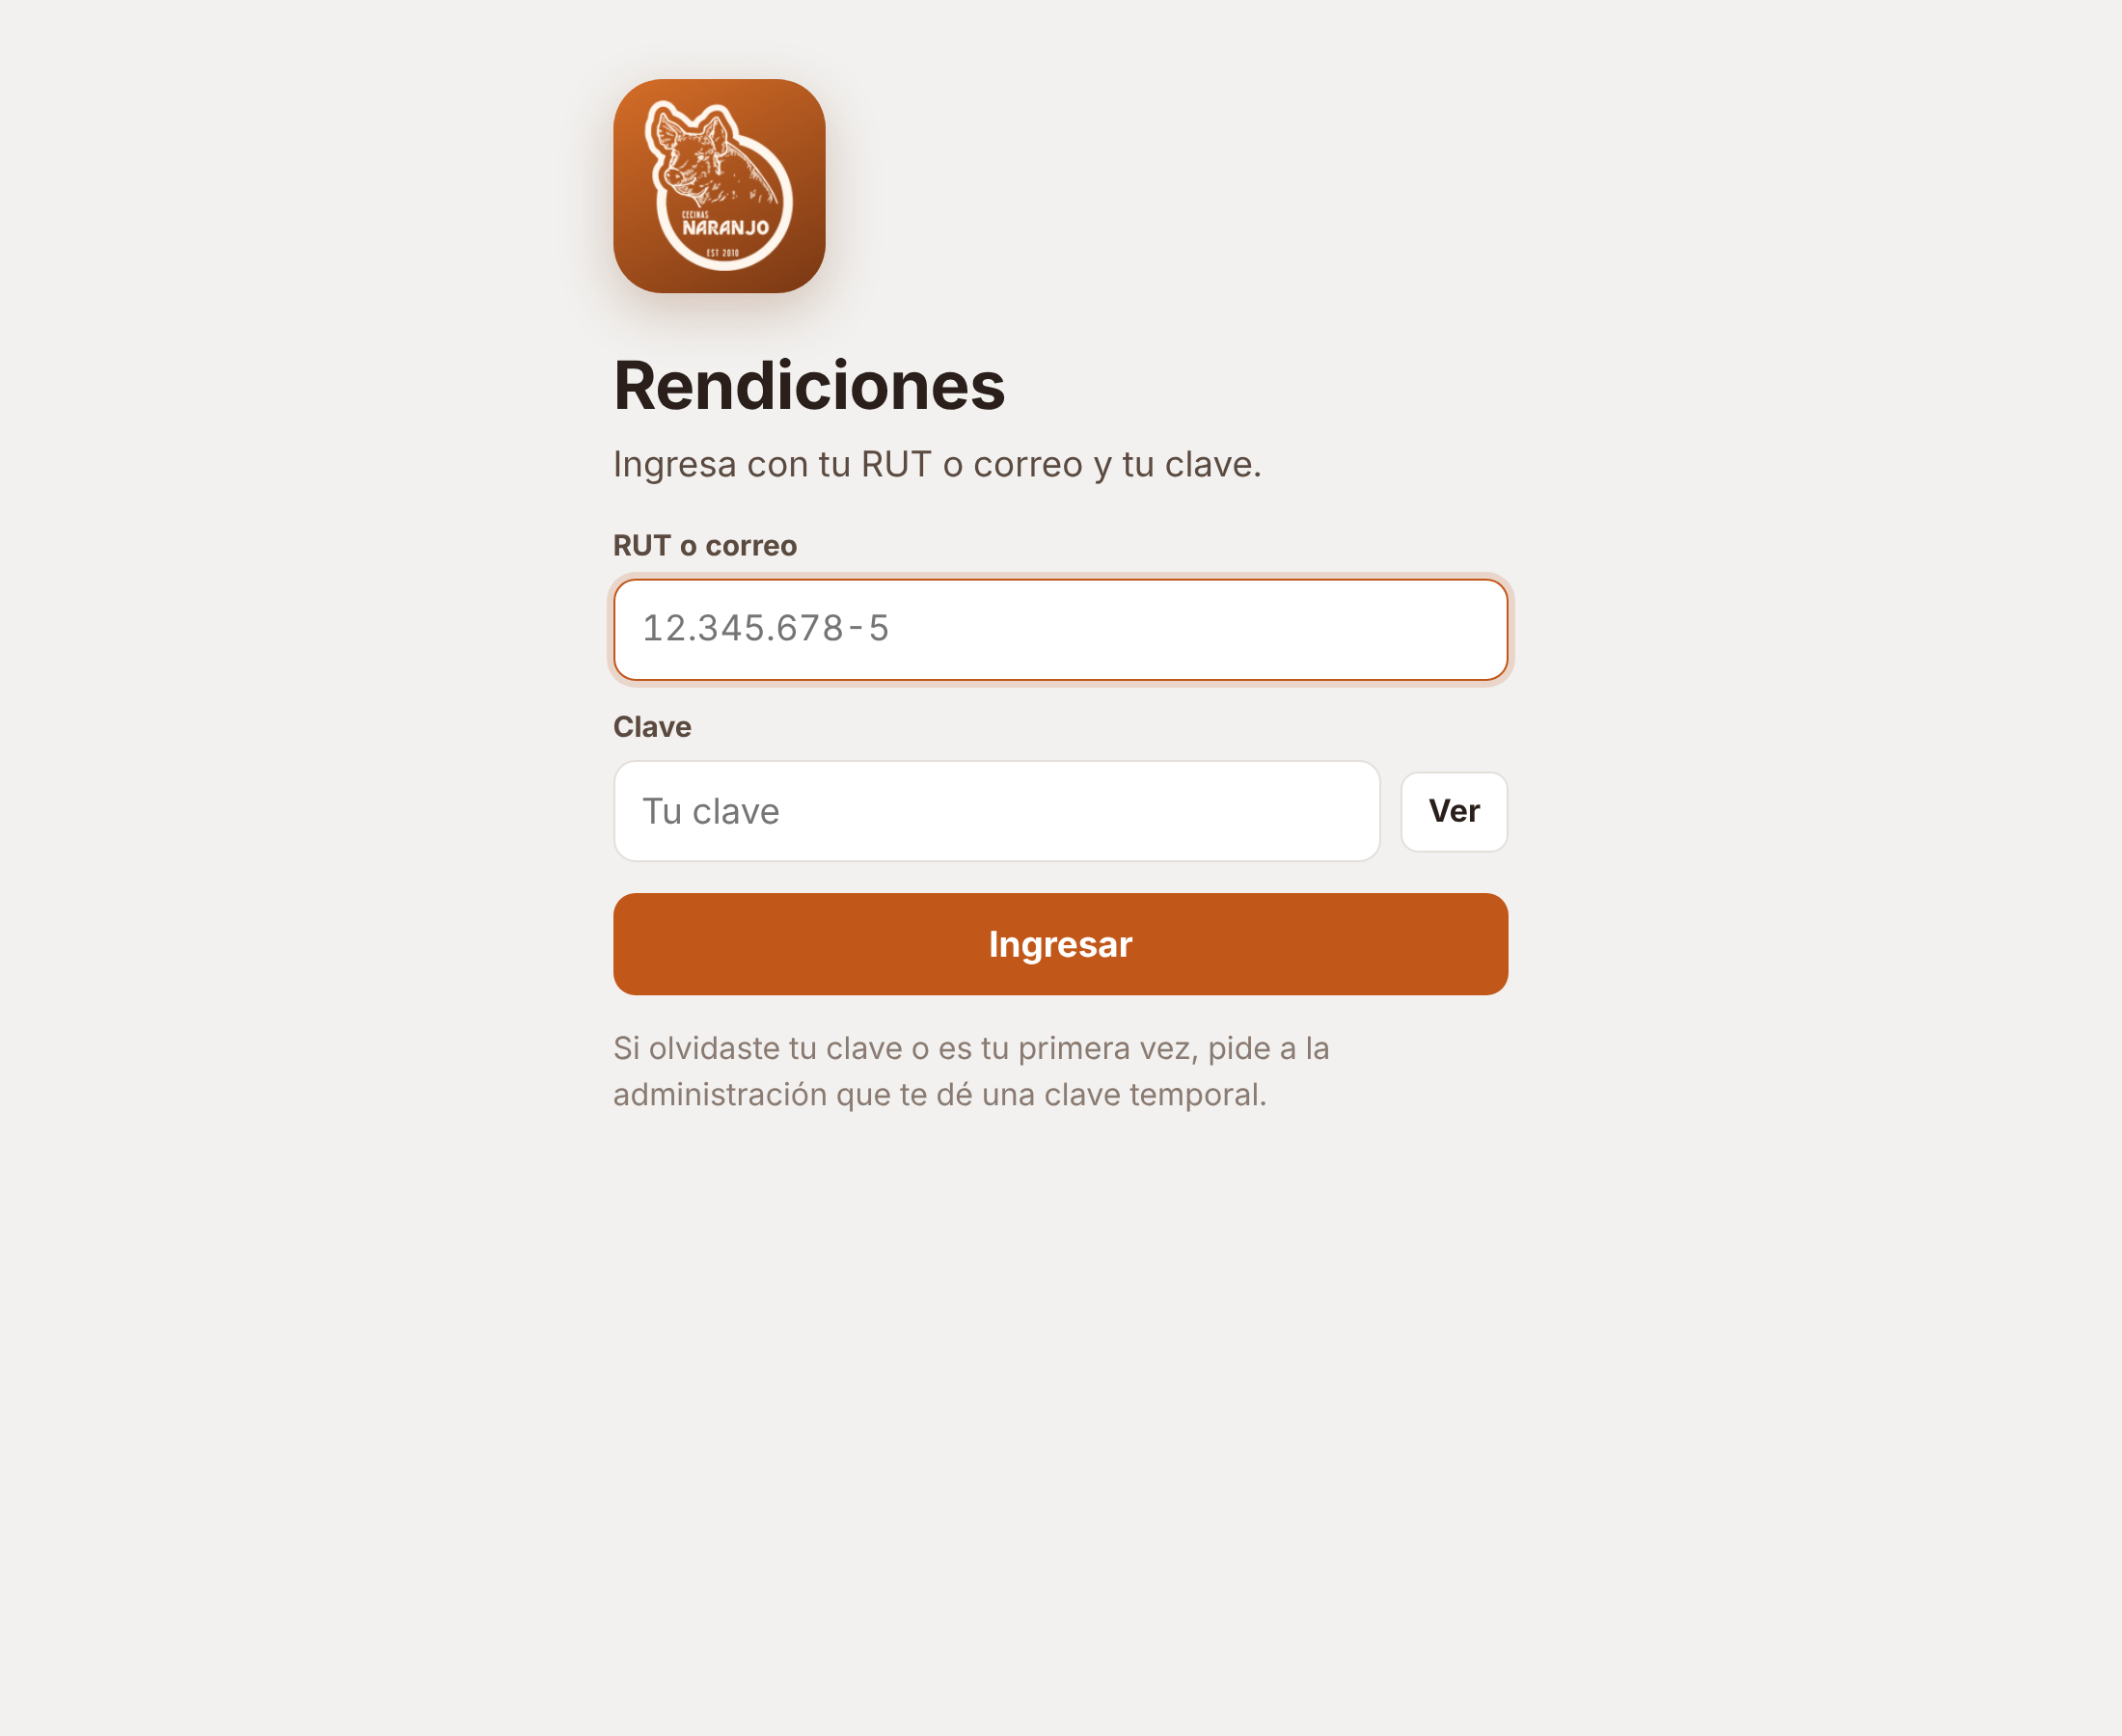 CECINAS
NARANJO
EST 2010
Rendiciones
Ingresa con tu RUT o correo y tu clave.
RUT o correo
12.345.678-5
Clave
Tu clave
Ver
Ingresar
Si olvidaste tu clave o es tu primera vez, pide a la
administración que te dé una clave temporal.